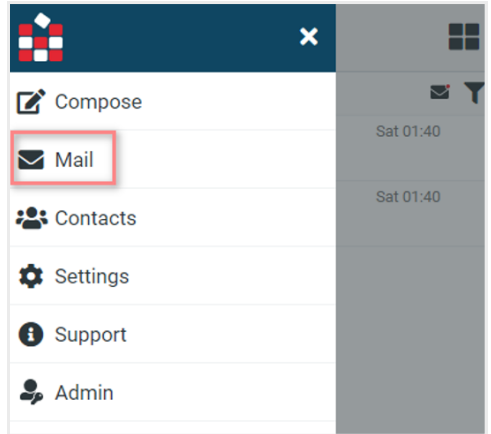 Compose
Mail
Sat 01:40
Contacts
Sat 01:40
Settings
Support
Admin